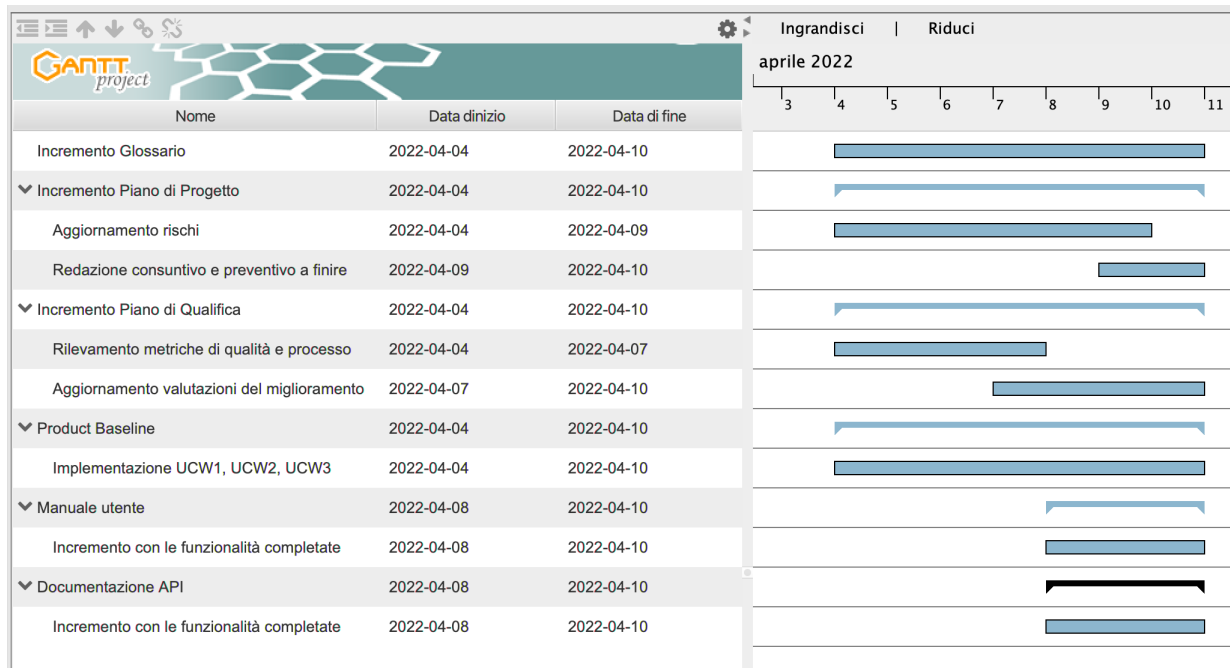 Ingrandisci | Riduci
GANTT project
aprile 2022
3 4 5 6 7 8 9 10 11
Nome Data dinizio Data di fine
Incremento Glossario 2022-04-04 2022-04-10
Incremento Piano di Progetto 2022-04-04 2022-04-10
Aggiornamento rischi 2022-04-04 2022-04-09
Redazione consuntivo e preventivo a finire 2022-04-09 2022-04-10
Incremento Piano di Qualifica 2022-04-04 2022-04-10
Rilevamento metriche di qualità e processo 2022-04-04 2022-04-07
Aggiornamento valutazioni del miglioramento 2022-04-07 2022-04-10
Product Baseline 2022-04-04 2022-04-10
Implementazione UCW1, UCW2, UCW3 2022-04-04 2022-04-10
Manuale utente 2022-04-08 2022-04-10
Incremento con le funzionalità completate 2022-04-08 2022-04-10
Documentazione API 2022-04-08 2022-04-10
Incremento con le funzionalità completate 2022-04-08 2022-04-10